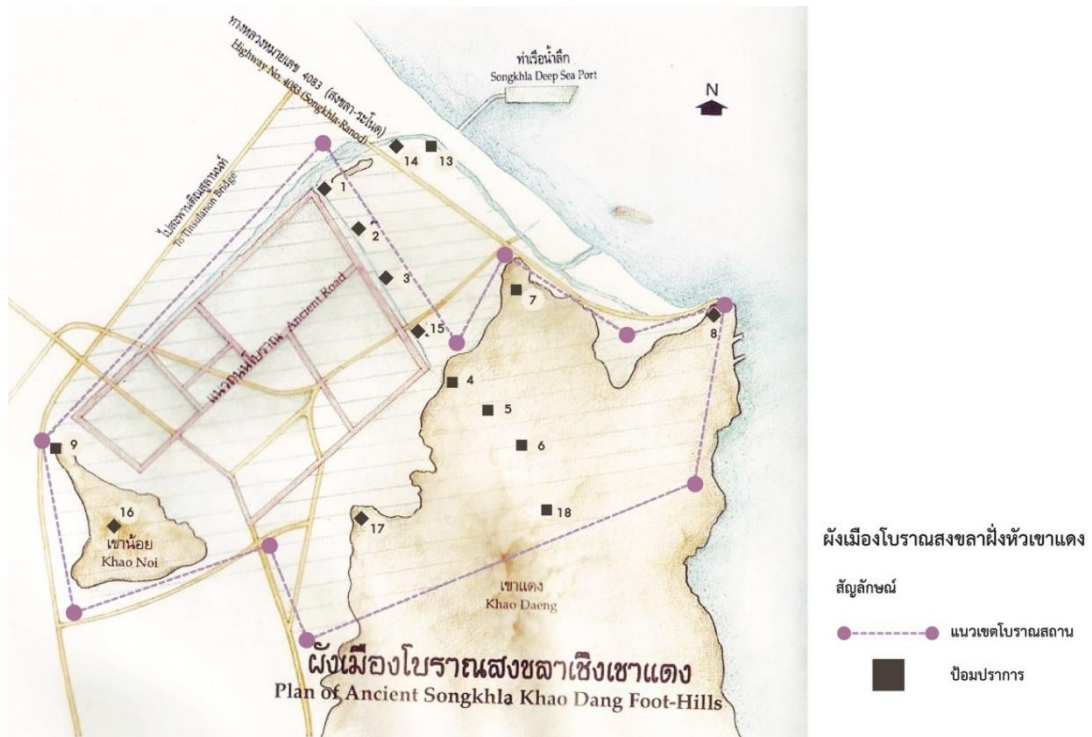 ท่าเรือน้ำลึก
Songkhla Deep Sea Port
N
ทางหลวงหมายเลข 4083 (สงขลา-ระโนด)
Highway No. 4083 (Songkhla-Ranod)
ไปสะพานติณสูลานนท์
To Tinsulanon Bridge
14
13
1
2
3
7
8
15
แนวถนนโบราณ Ancient Road
4
5
6
9
18
16
17
เขาน้อย
Khao Noi
เขาแดง
Khao Daeng
ผังเมืองโบราณสงขลาเชิงเขาแดง
Plan of Ancient Songkhla Khao Dang Foot-Hills
ผังเมืองโบราณสงขลาฝั่งหัวเขาแดง
สัญลักษณ์
แนวเขตโบราณสถาน
ป้อมปราการ